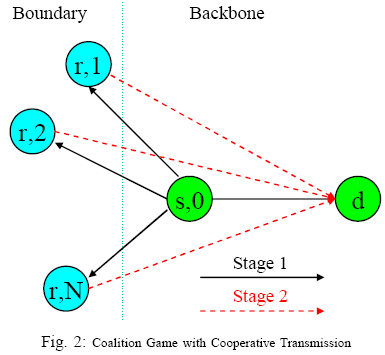 Boundary
Backbone
r,1
r,2
s,0
d
r,N
Stage 1
Stage 2
Fig. 2: Coalition Game with Cooperative Transmission